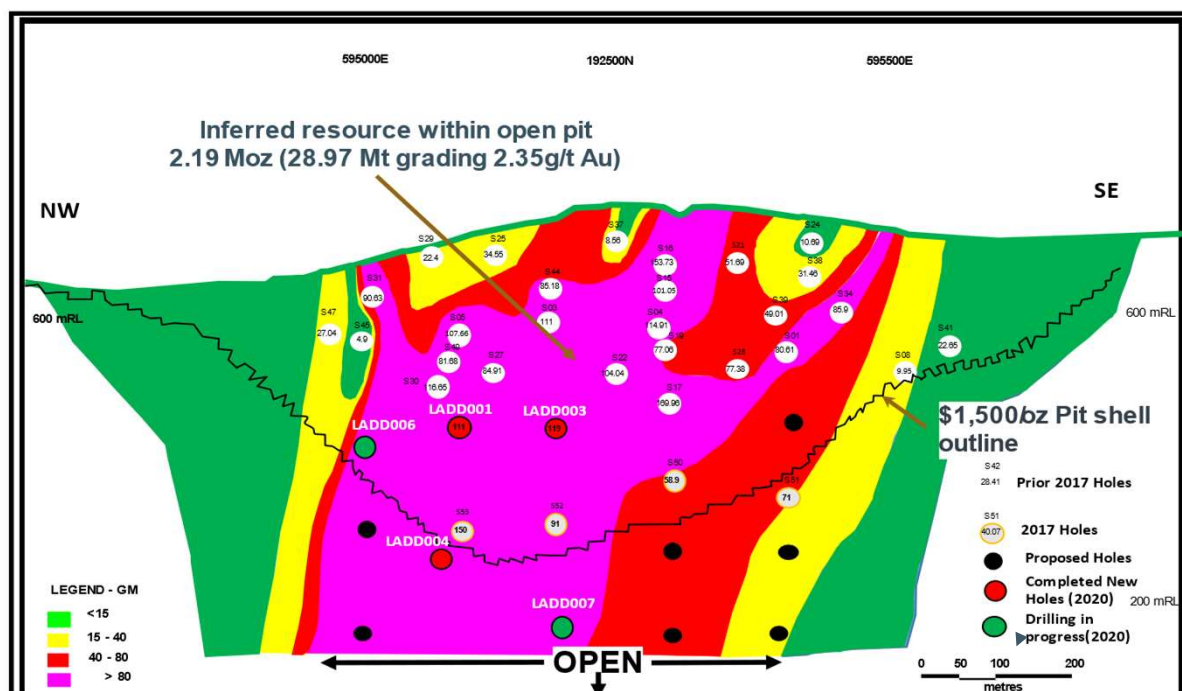 595000E
192500N
595500E
Inferred resource within open pit
2.19 Moz (28.97 Mt grading 2.35g/t Au)
NW
SE
S37
8.56
S24
10.69
S29
22.4
S25
34.55
S16
153.73
51.69
S38
31.46
S31
90.63
S44
85.18
101.05
S39
49.01
S34
85.9
600 mRL
600 mRL
S47
27.04
S46
4.9
S05
107.66
S03
111
S04
114.91
77.06
S01
80.61
S41
22.65
S40
81.68
S27
84.91
S22
104.04
77.38
S08
9.95
S30
116.65
S17
169.96
LADD001
111
LADD003
119
LADD006
$1,500/oz Pit shell
outline
S50
58.9
S51
71
S42
28.41
Prior 2017 Holes
S53
150
S52
91
S51
40.07
2017 Holes
LADD004
Proposed Holes
Completed New
Holes (2020)
LADD007
200 mRL
Drilling in
progress(2020)
LEGEND - GM
<15
15 - 40
40 - 80
> 80
OPEN
0 50 100 200
metres